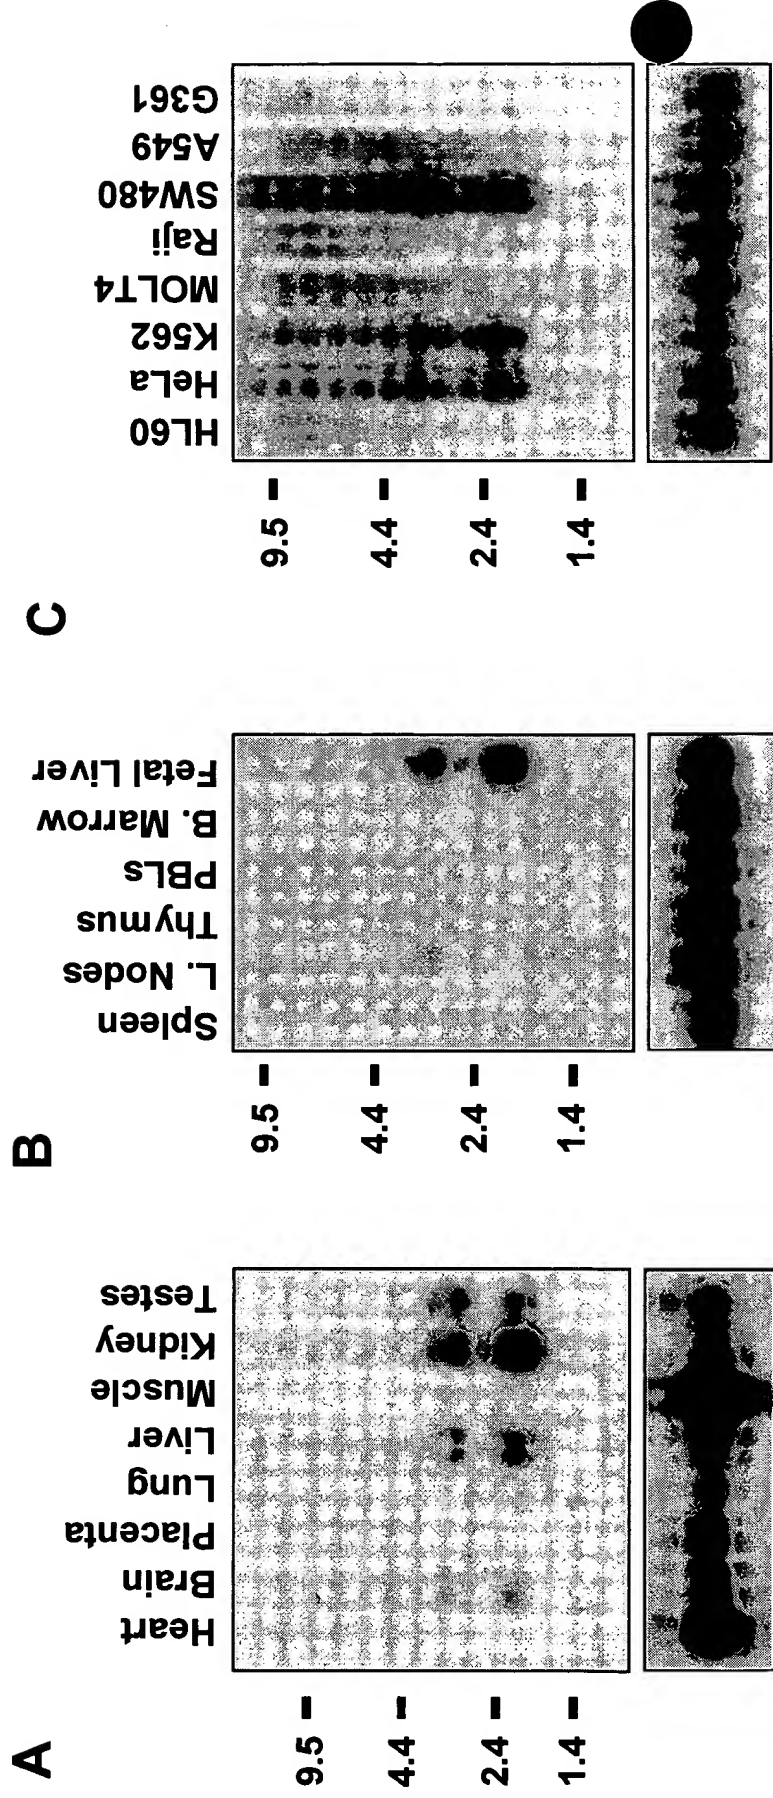 A
Heart
Brain
Placenta
Lung
Liver
Muscle
Kidney
Testes
9.5
4.4
2.4
1.4
B
Spleen
L. Nodes
Thymus
PBLs
B. Marrow
Fetal Liver
9.5
4.4
2.4
1.4
C
HL60
HeLa
K562
MOLT4
Raji
SW480
A549
G361
9.5
4.4
2.4
1.4